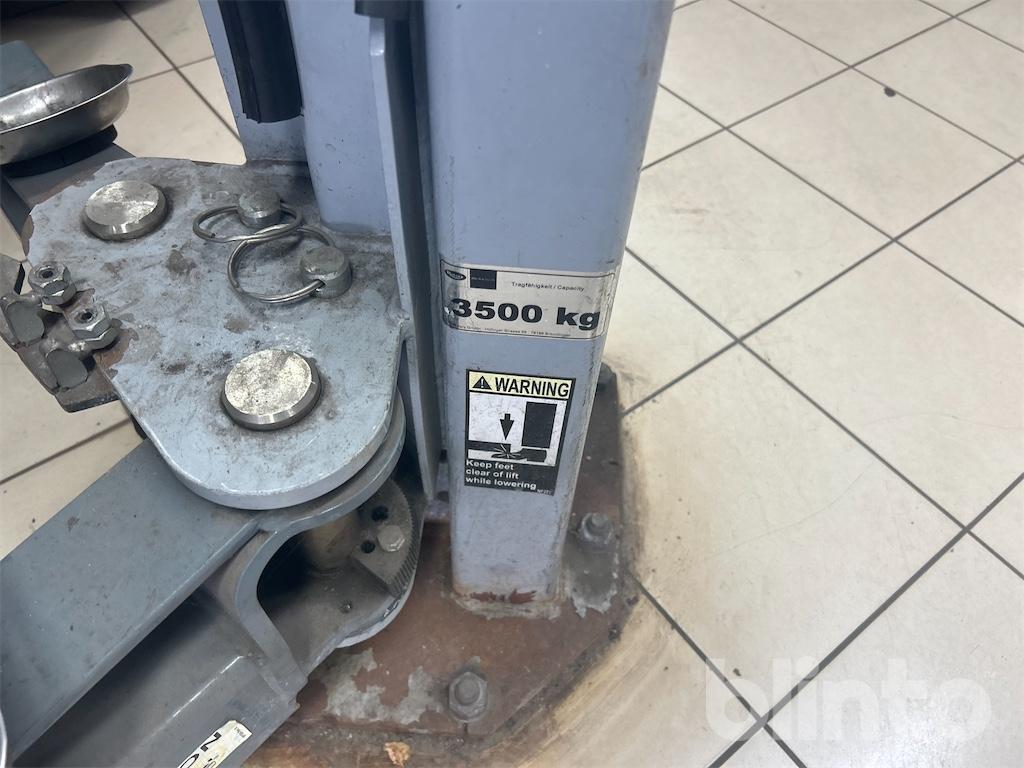 Tragfähigkeit / Capacity
3500 kg
WARNING
Keep feet
clear of lift
while lowering
blinto